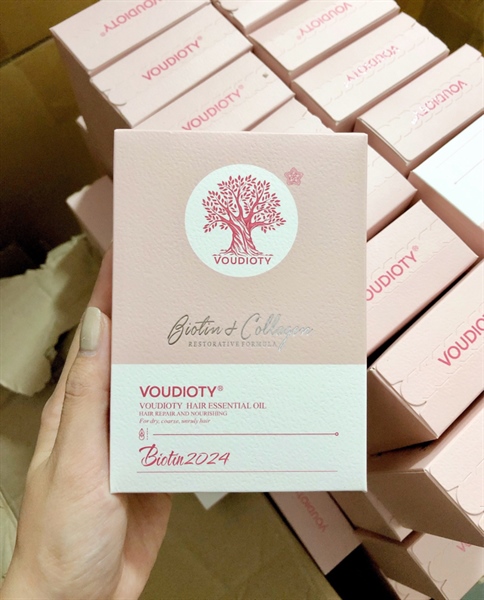 VOUDIOTY®
VOUDIOTY®
VOUDIOTY®
VOUDIOTY
Biotin & Collagen
RESTORATIVE FORMULA
VOUDIOTY®
VOUDIOTY HAIR ESSENTIAL OIL
HAIR REPAIR AND NOURISHING
For dry, coarse, unruly hair
Biotin2024
VOUDIOTY®
VOUDIOTY